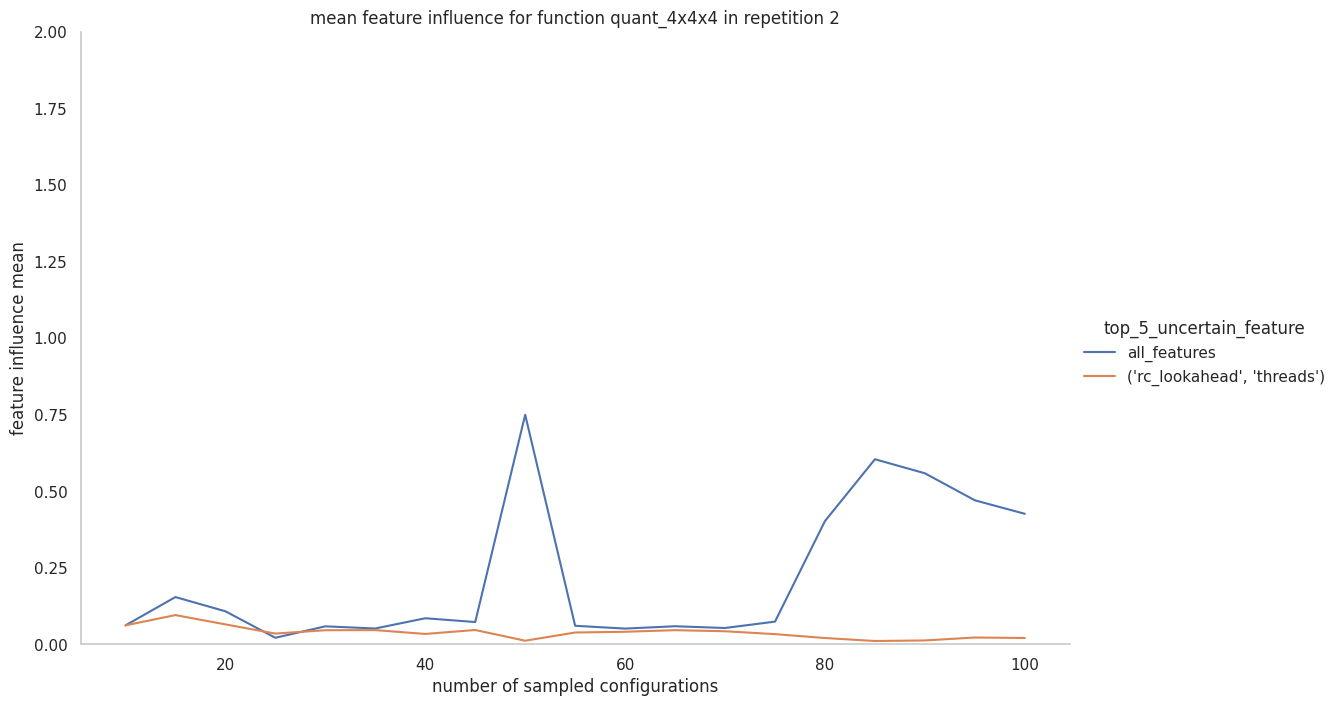 mean feature influence for function quant_4x4x4 in repetition 2
2.00
1.75
1.50
1.25
1.00
0.75
0.50
0.25
0.00
feature influence mean
20
40
60
80
100
number of sampled configurations
top_5_uncertain_feature
all_features
('rc_lookahead', 'threads')